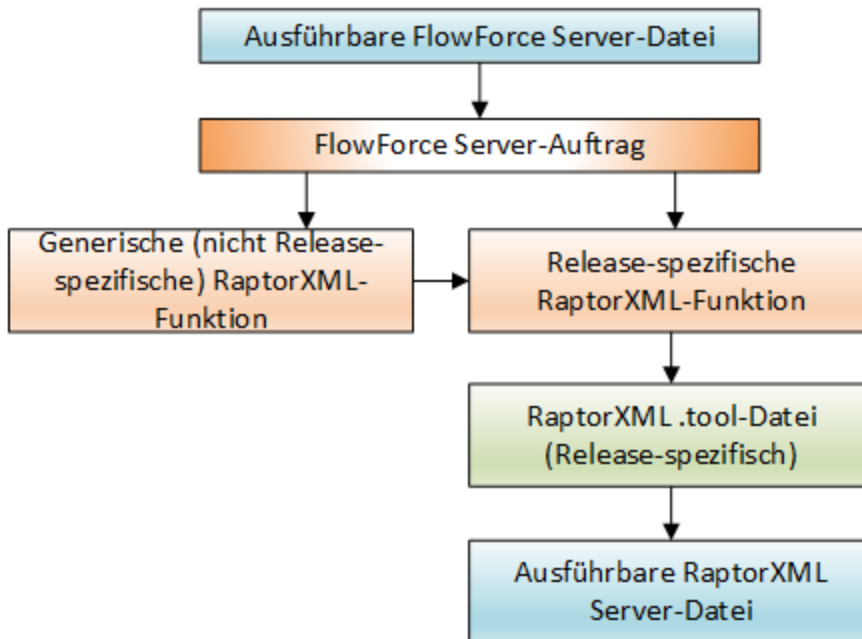 Ausführbare FlowForce Server-Datei
FlowForce Server-Auftrag
Generische (nicht Release-
spezifische) RaptorXML-
Funktion
Release-spezifische
RaptorXML-Funktion
RaptorXML .tool-Datei
(Release-spezifisch)
Ausführbare RaptorXML
Server-Datei